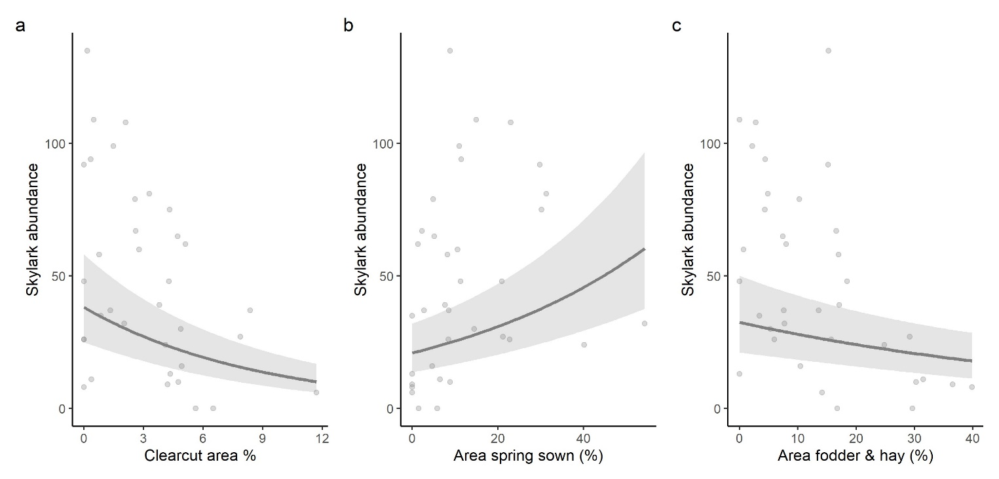 a
b
c
Skylark abundance
100
50
0
0 3 6 9 12
Clearcut area %
Skylark abundance
100
50
0
0 20 40
Area spring sown (%)
Skylark abundance
100
50
0
0 10 20 30 40
Area fodder & hay (%)